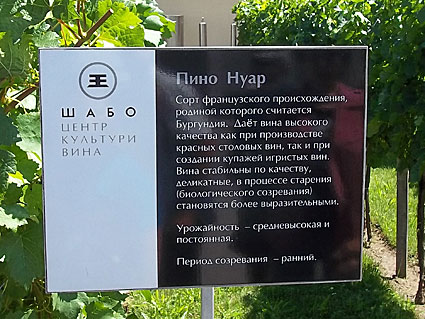 ШАБО
ЦЕНТР
КУЛЬТУРИ
ВИНА
Пино Нуар
Сорт французского происхождения,
родиной которого считается
Бургундия. Даёт вина высокого
качества как при производстве
красных столовых вин, так и при
создании купажей игристых вин.
Вина стабильны по качеству,
деликатные, в процессе старения
(биологического созревания)
становятся более выразительными.
Урожайность – средневысокая и
постоянная.
Период созревания – ранний.